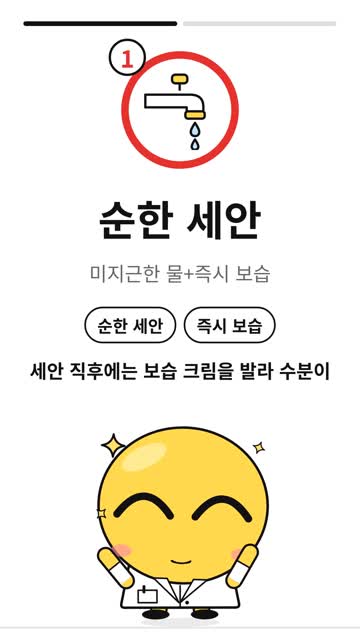 1
순한 세안
미지근한 물+즉시 보습
순한 세안 즉시 보습
세안 직후에는 보습 크림을 발라 수분이